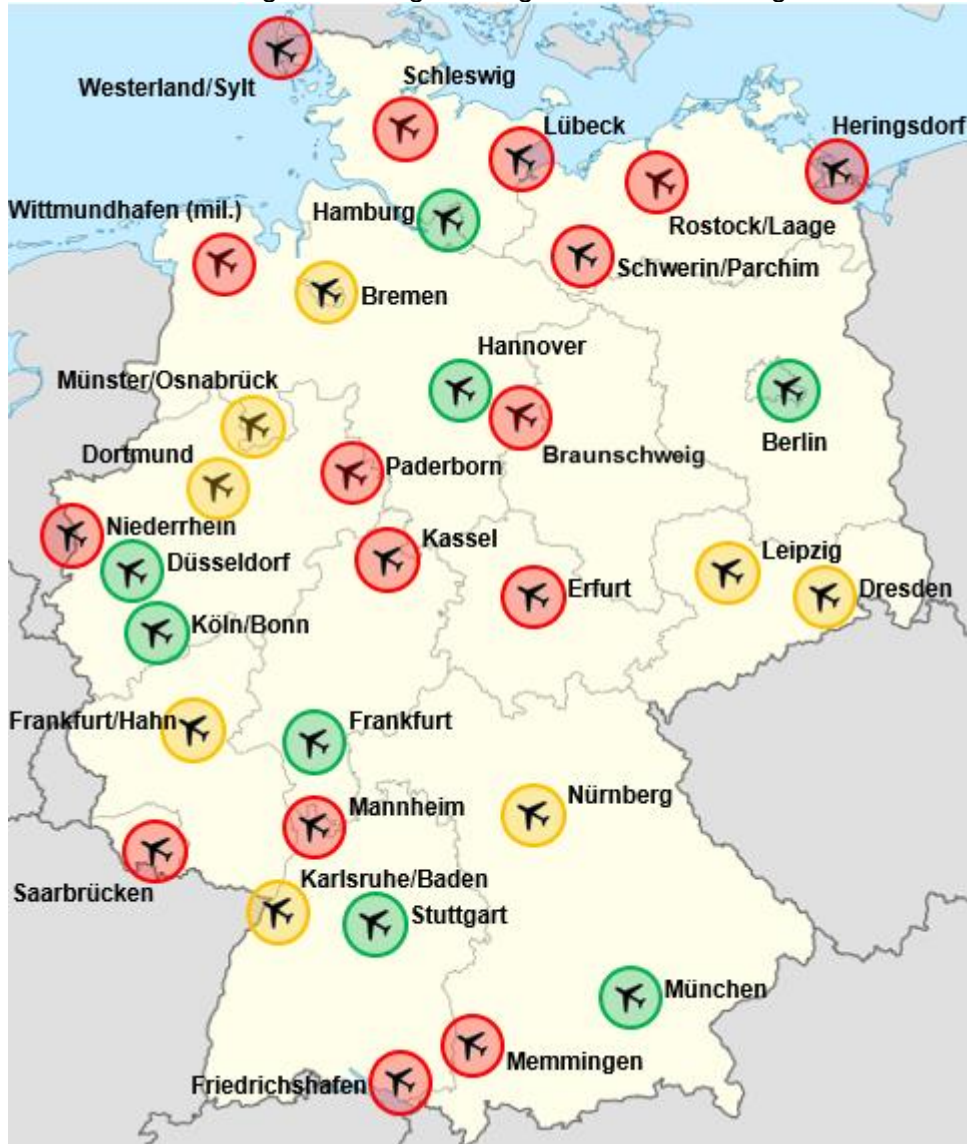 Westerland/Sylt
Schleswig
Lübeck
Heringsdorf
Wittmundhafen (mil.)
Hamburg
Rostock/Laage
Schwerin/Parchim
Bremen
Hannover
Münster/Osnabrück
Berlin
Dortmund
Paderborn
Braunschweig
Niederrhein
Kassel
Leipzig
Düsseldorf
Erfurt
Dresden
Köln/Bonn
Frankfurt/Hahn
Frankfurt
Mannheim
Nürnberg
Saarbrücken
Karlsruhe/Baden
Stuttgart
München
Memmingen
Friedrichshafen